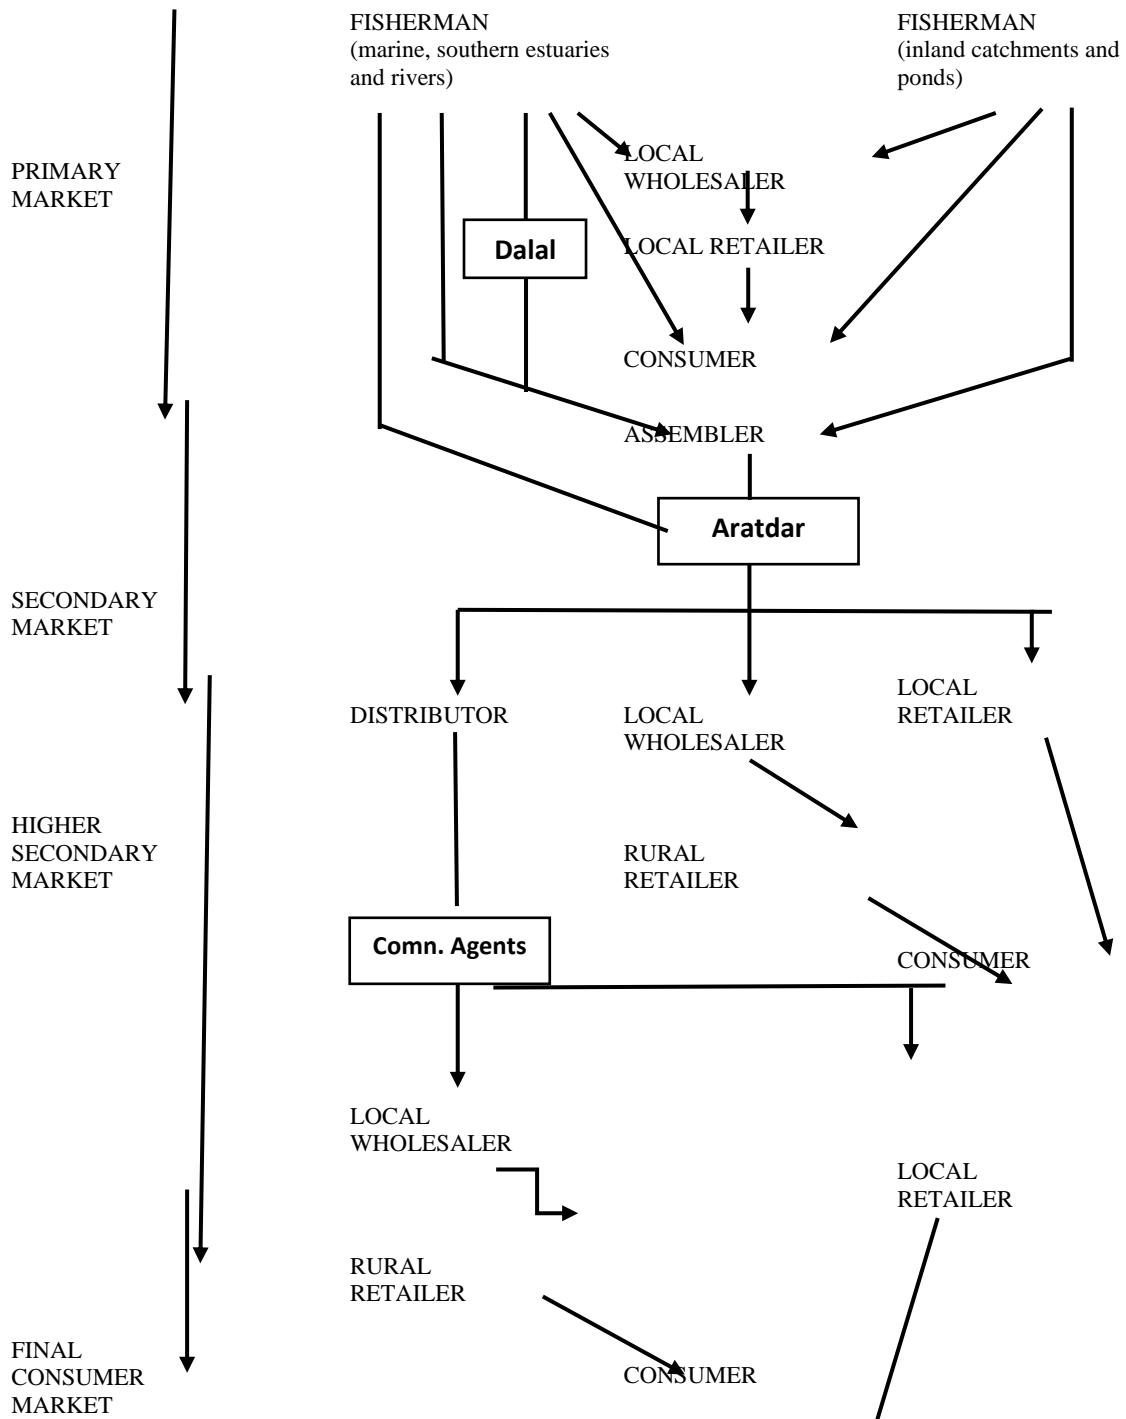 FISHERMAN
(marine, southern estuaries
and rivers)
FISHERMAN
(inland catchments and
ponds)
PRIMARY
MARKET
LOCAL
WHOLESALER
Dalal
LOCAL RETAILER
CONSUMER
ASSEMBLER
Aratdar
SECONDARY
MARKET
DISTRIBUTOR
LOCAL
WHOLESALER
LOCAL
RETAILER
HIGHER
SECONDARY
MARKET
RURAL
RETAILER
Comn. Agents
CONSUMER
LOCAL
WHOLESALER
LOCAL
RETAILER
RURAL
RETAILER
FINAL
CONSUMER
MARKET
CONSUMER